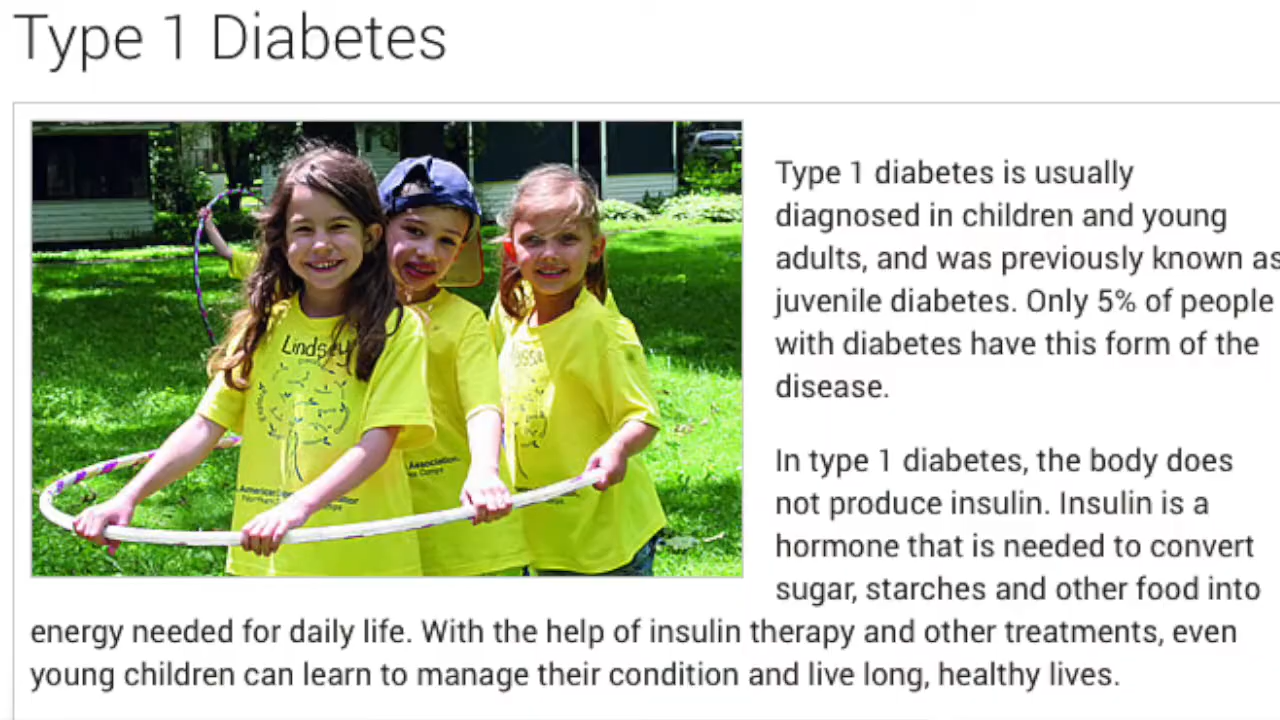 Type 1 Diabetes
Lindsey
Type 1 diabetes is usually
diagnosed in children and young
adults, and was previously known as
juvenile diabetes. Only 5% of people
with diabetes have this form of the
disease.
In type 1 diabetes, the body does
not produce insulin. Insulin is a
hormone that is needed to convert
sugar, starches and other food into
energy needed for daily life. With the help of insulin therapy and other treatments, even
young children can learn to manage their condition and live long, healthy lives.